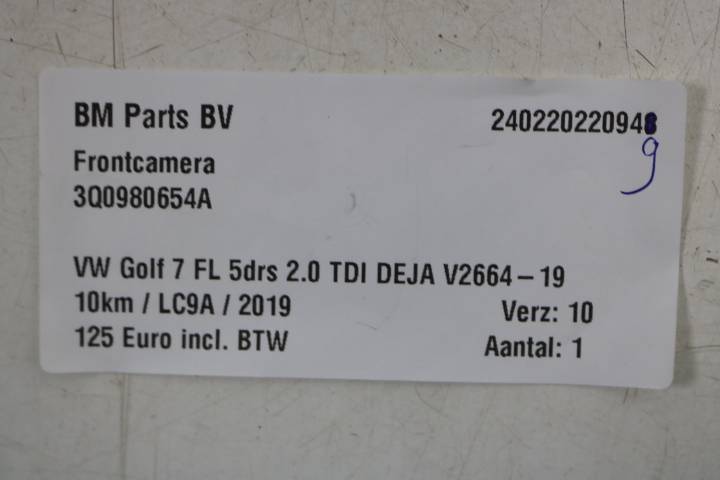 BM Parts BV 240220220948
9
Frontcamera
3Q0980654A
VW Golf 7 FL 5drs 2.0 TDI DEJA V2664-19
10km / LC9A / 2019 Verz: 10
125 Euro incl. BTW Aantal: 1